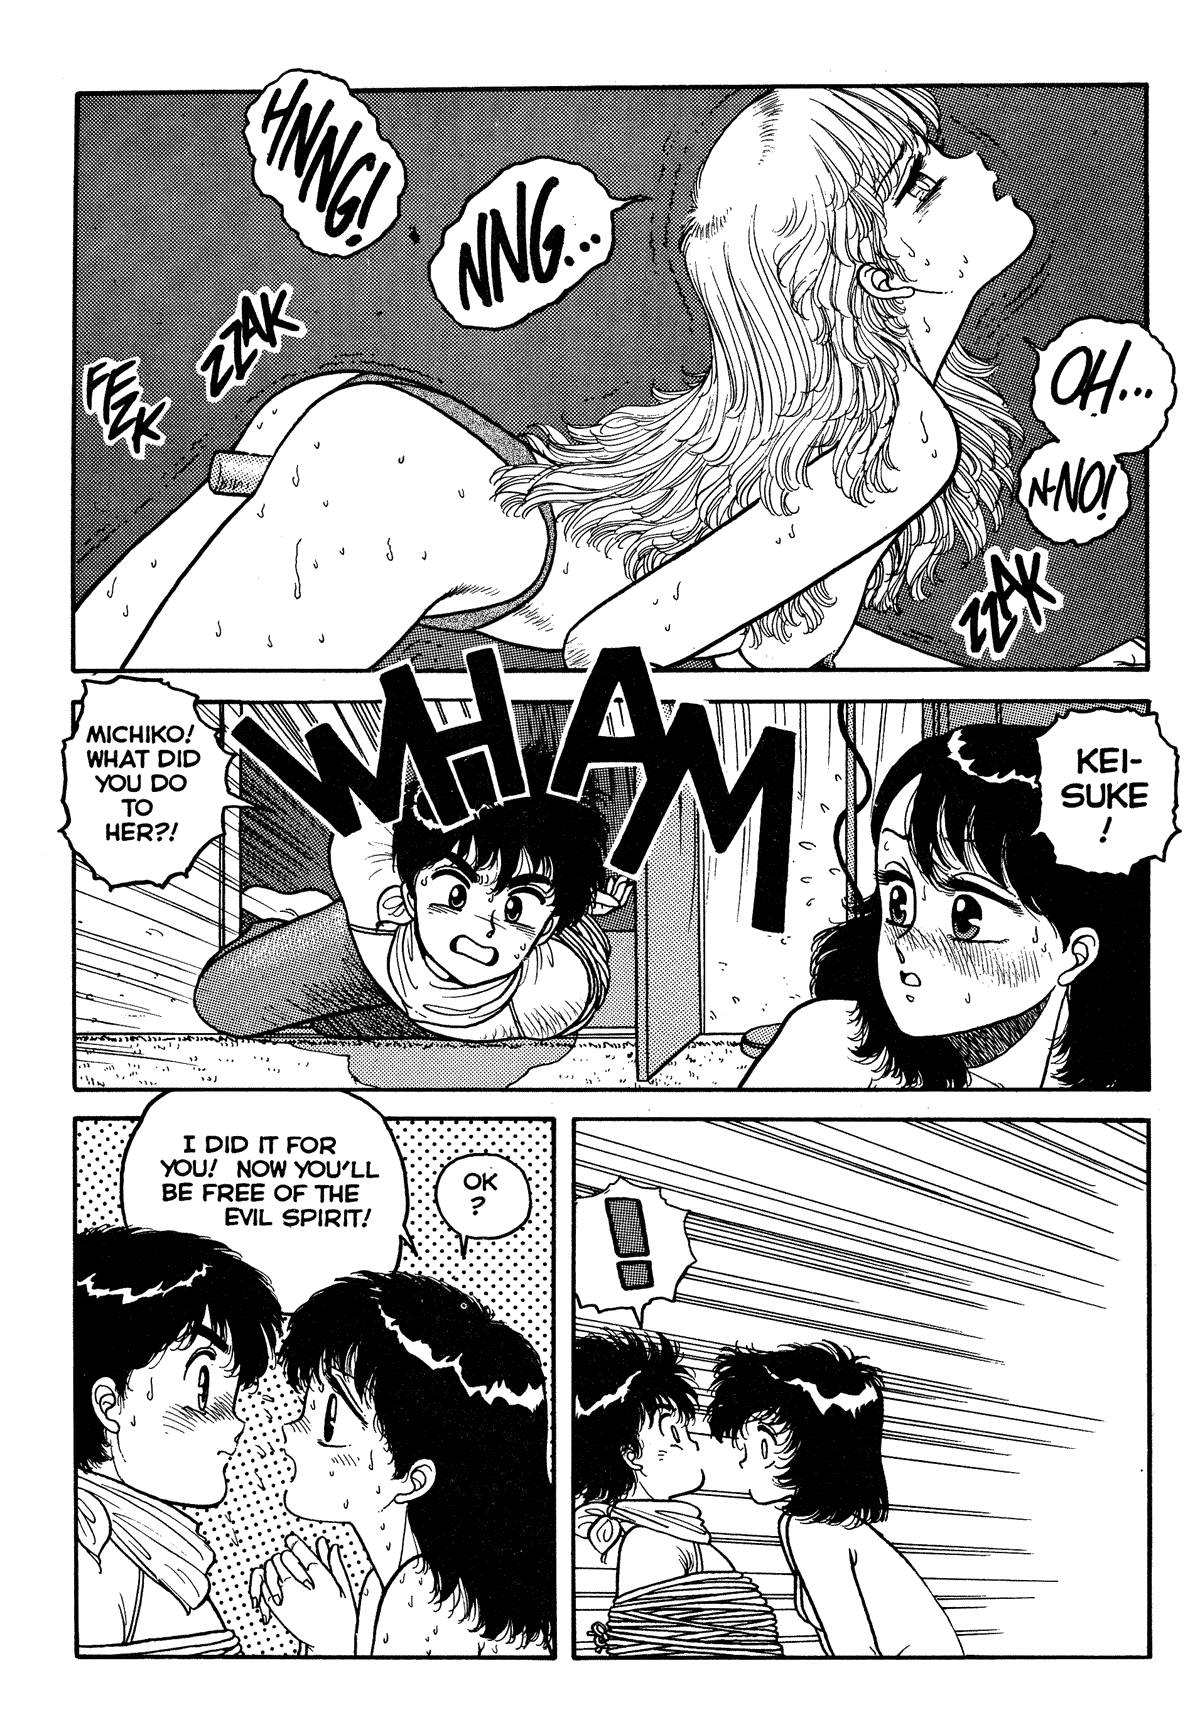 HNNG!
NNG...
ZZAK
FEZK
OH...
N-NO!
ZZAK
WHAM
MICHIKO!
WHAT DID
YOU DO
TO
HER?!
KEI-
SUKE
!
I DID IT FOR
YOU! NOW YOU'LL
BE FREE OF THE
EVIL SPIRIT!
OK
?
!!